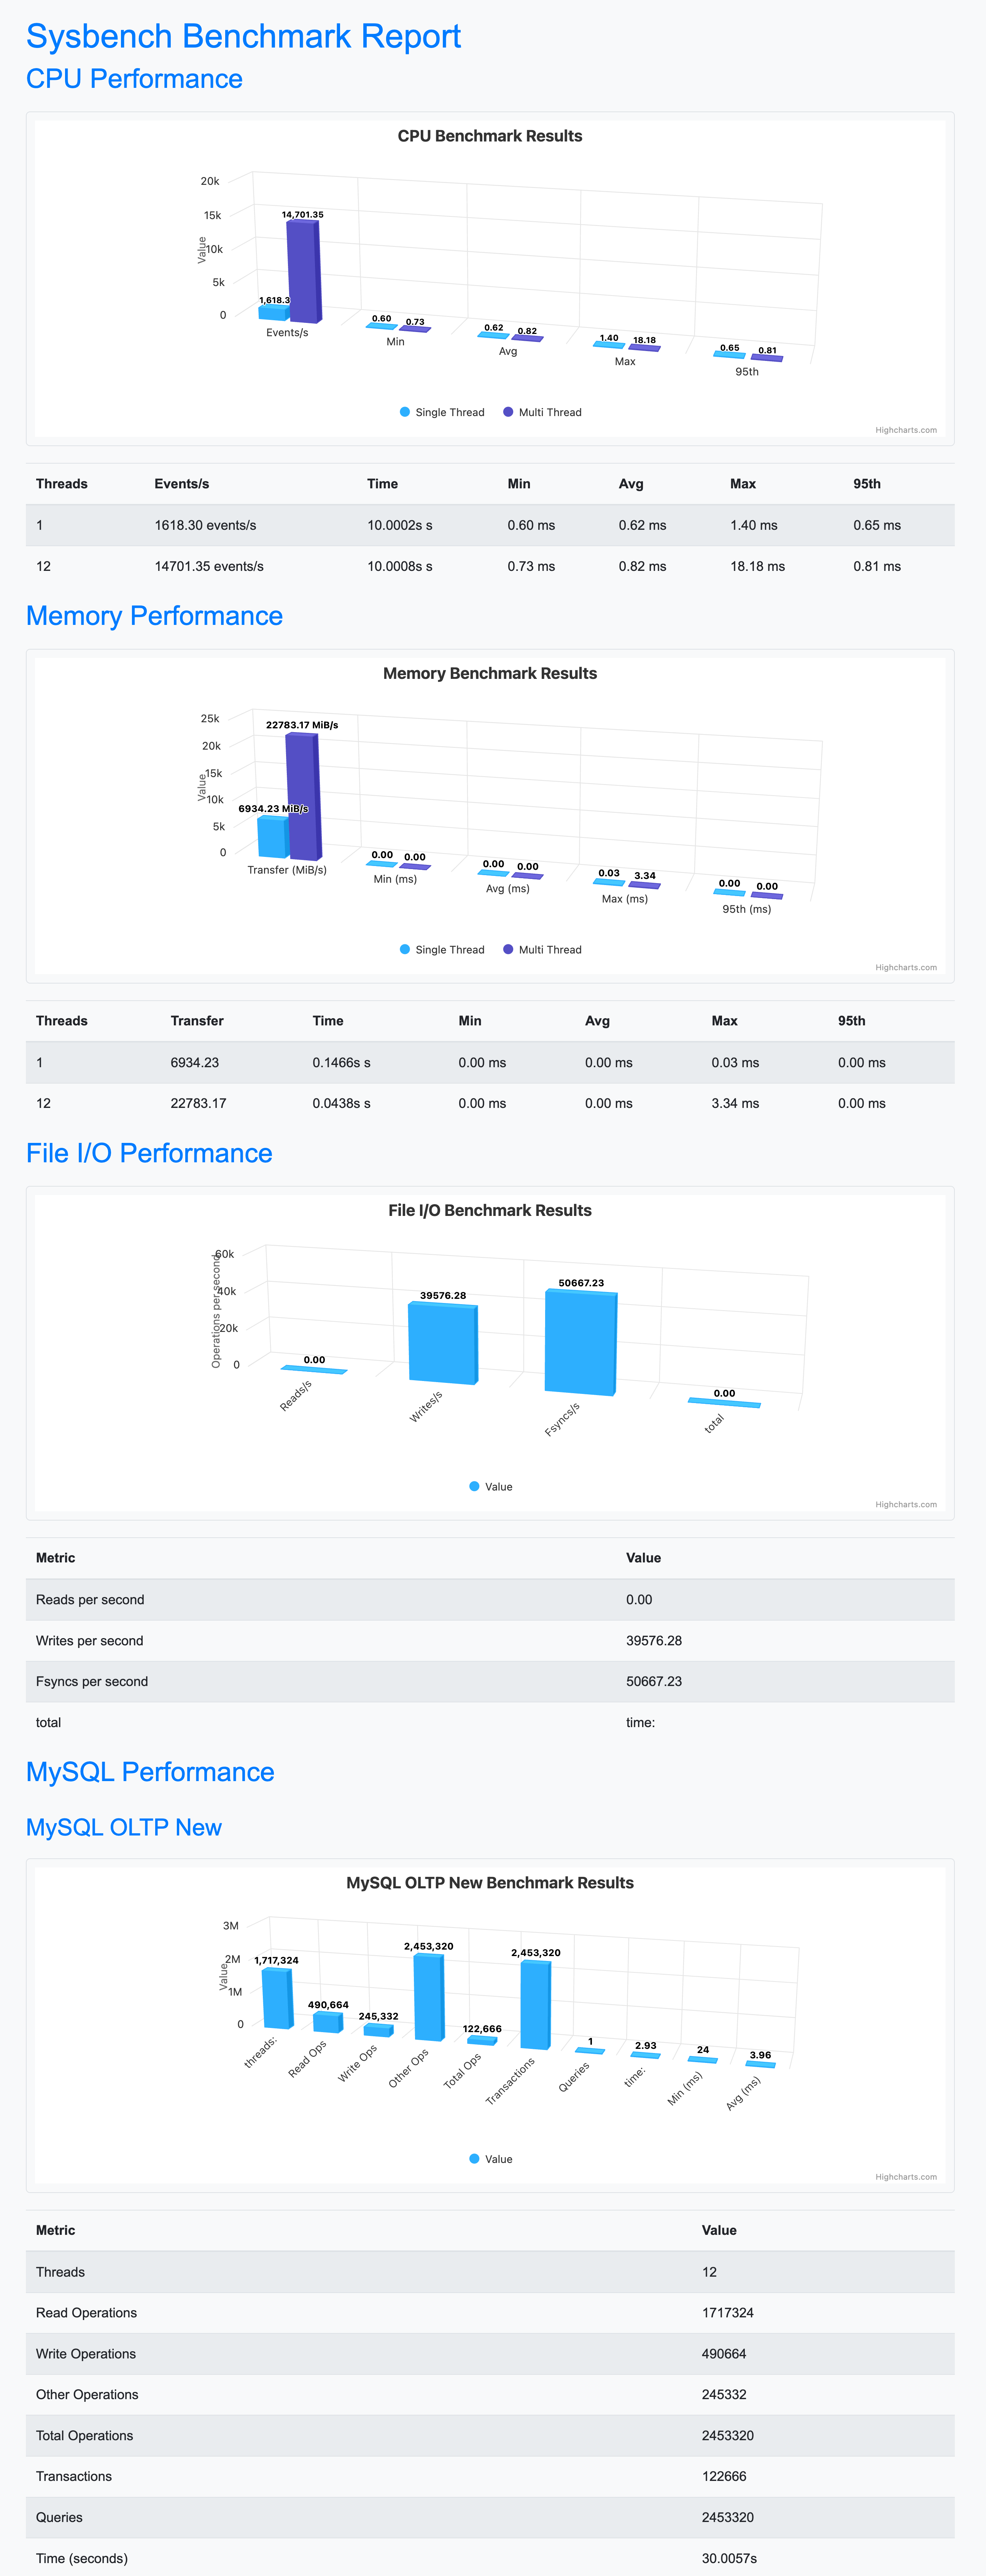 Sysbench Benchmark Report
CPU Performance
CPU Benchmark Results
Value
20k
15k
10k
5k
0
14,701.35
1,618.3
0.60
0.73
0.62
0.82
1.40
18.18
0.65
0.81
Events/s
Min
Avg
Max
95th
Single Thread Multi Thread
Highcharts.com
Threads Events/s Time Min Avg Max 95th
1 1618.30 events/s 10.0002s s 0.60 ms 0.62 ms 1.40 ms 0.65 ms
12 14701.35 events/s 10.0008s s 0.73 ms 0.82 ms 18.18 ms 0.81 ms
Memory Performance
Memory Benchmark Results
Value
25k
20k
15k
10k
5k
0
22783.17 MiB/s
6934.23 MiB/s
0.00
0.00
0.00
0.00
0.03
3.34
0.00
0.00
Transfer (MiB/s)
Min (ms)
Avg (ms)
Max (ms)
95th (ms)
Single Thread Multi Thread
Highcharts.com
Threads Transfer Time Min Avg Max 95th
1 6934.23 0.1466s s 0.00 ms 0.00 ms 0.03 ms 0.00 ms
12 22783.17 0.0438s s 0.00 ms 0.00 ms 3.34 ms 0.00 ms
File I/O Performance
File I/O Benchmark Results
Operations per second
60k
40k
20k
0
0.00
39576.28
50667.23
0.00
Reads/s
Writes/s
Fsyncs/s
total
Value
Highcharts.com
Metric Value
Reads per second 0.00
Writes per second 39576.28
Fsyncs per second 50667.23
total time:
MySQL Performance
MySQL OLTP New
MySQL OLTP New Benchmark Results
Value
3M
2M
1M
0
1,717,324
490,664
245,332
2,453,320
122,666
2,453,320
1
2.93
24
3.96
threads:
Read Ops
Write Ops
Other Ops
Total Ops
Transactions
Queries
time:
Min (ms)
Avg (ms)
Value
Highcharts.com
Metric Value
Threads 12
Read Operations 1717324
Write Operations 490664
Other Operations 245332
Total Operations 2453320
Transactions 122666
Queries 2453320
Time (seconds) 30.0057s